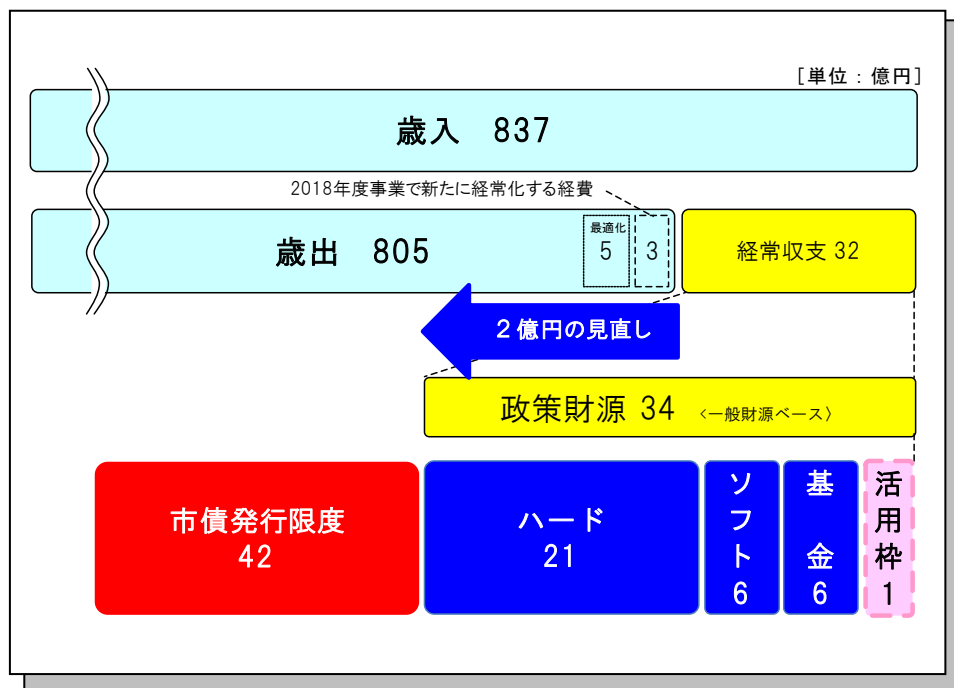 [単位：億円]
歳入　837
2018年度事業で新たに経常化する経費
歳出　805
最適化
5
3
経常収支 32
２億円の見直し
政策財源 34 <一般財源ベース〉
市債発行限度
42
ハード
21
ソフト6
基　金6
活用枠1